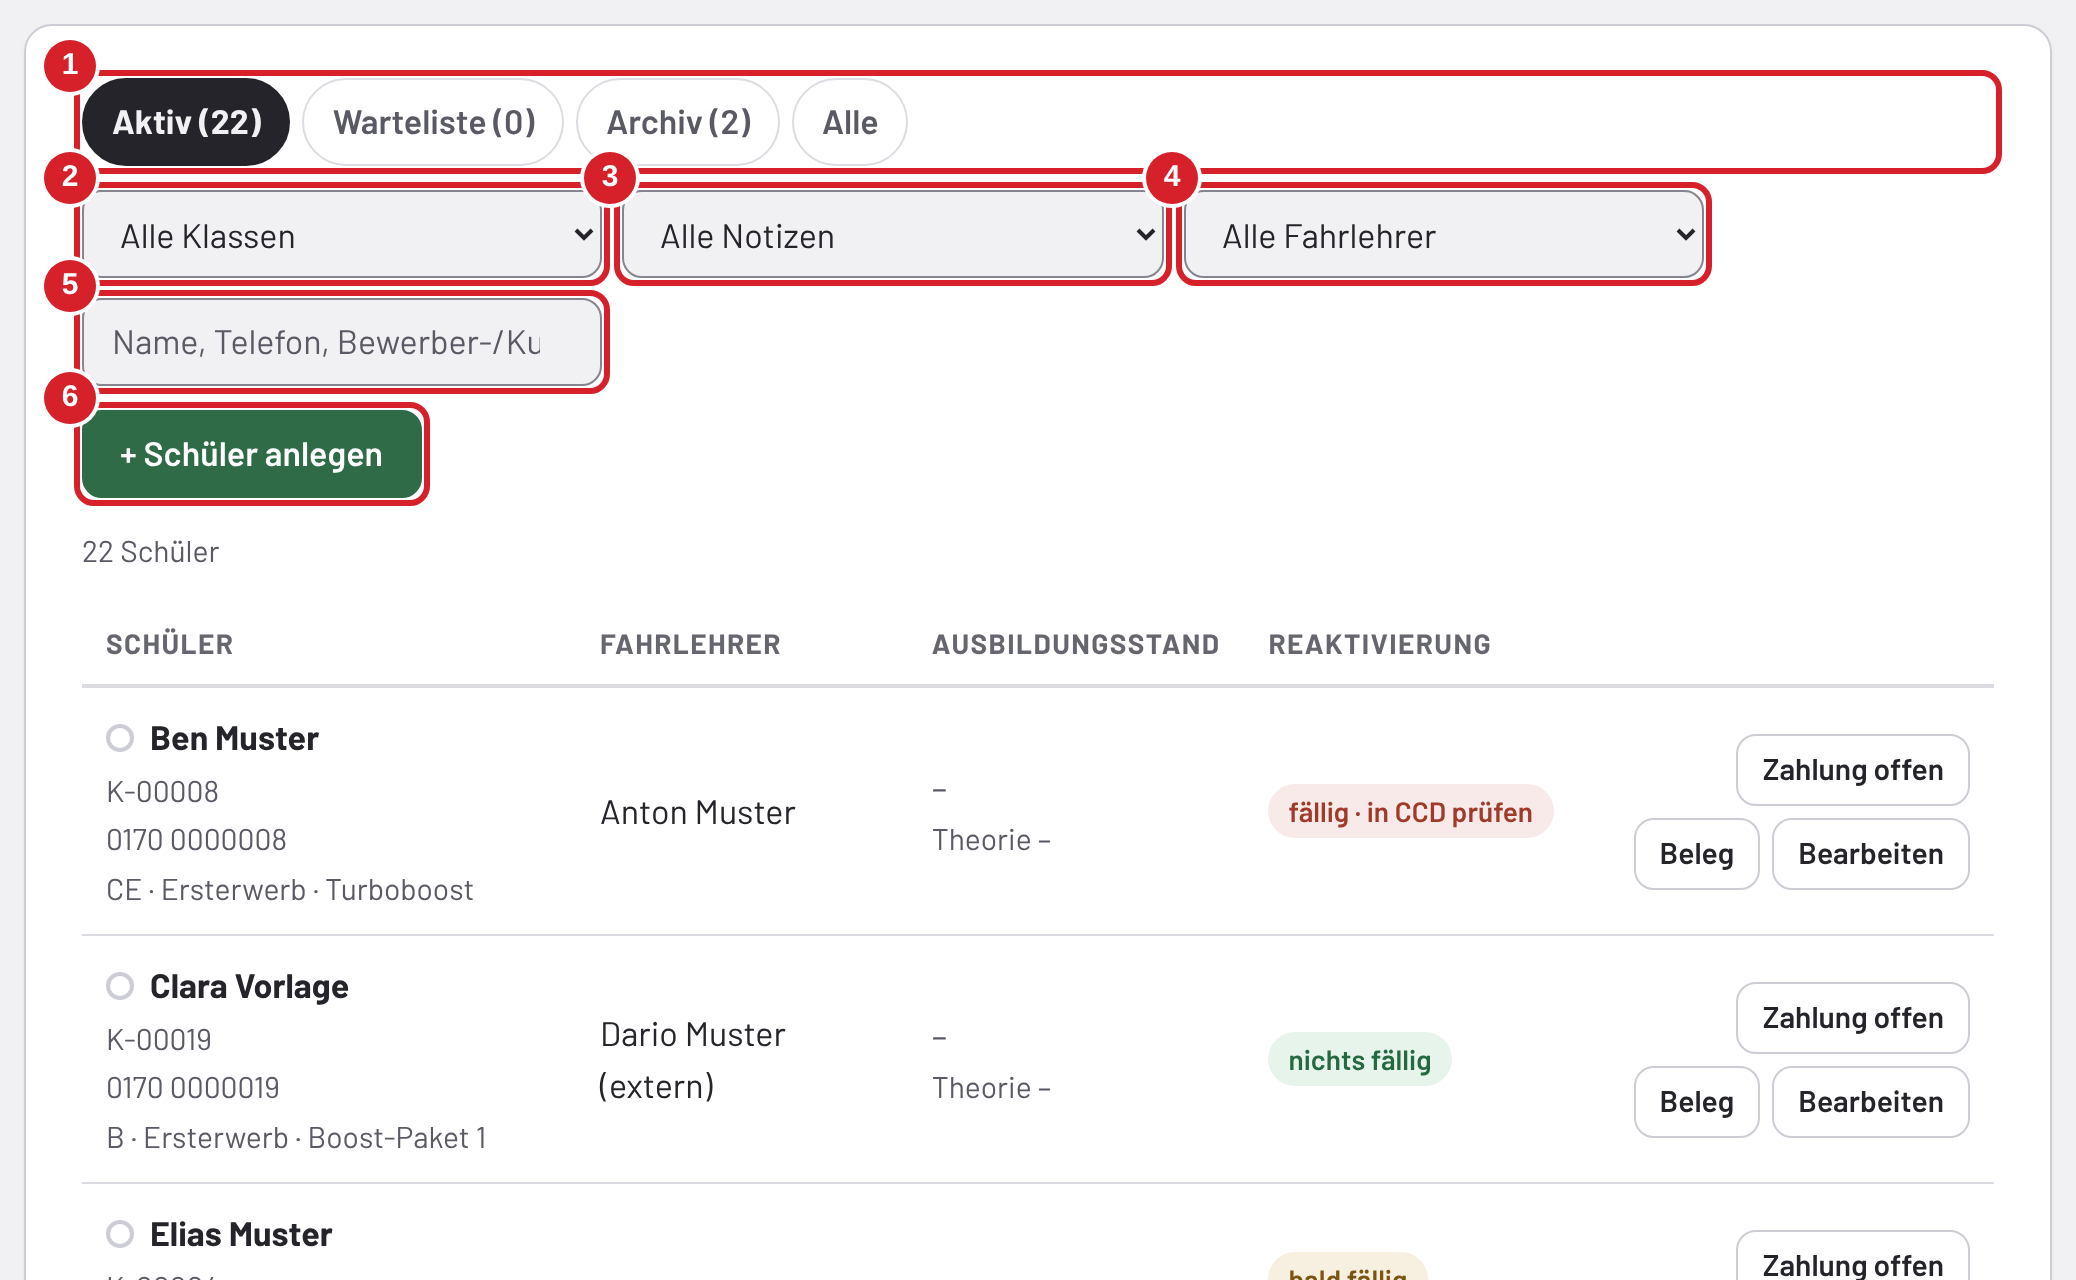 1
Aktiv (22) Warteliste (0) Archiv (2) Alle
2 3 4
Alle Klassen Alle Notizen Alle Fahrlehrer
5
Name, Telefon, Bewerber-/Ku
6
+ Schüler anlegen
22 Schüler
SCHÜLER FAHRLEHRER AUSBILDUNGSSTAND REAKTIVIERUNG
Ben Muster
K-00008
0170 0000008
CE · Ersterwerb · Turboboost
Anton Muster
–
Theorie –
fällig · in CCD prüfen
Zahlung offen
Beleg Bearbeiten
Clara Vorlage
K-00019
0170 0000019
B · Ersterwerb · Boost-Paket 1
Dario Muster
(extern)
–
Theorie –
nichts fällig
Zahlung offen
Beleg Bearbeiten
Elias Muster
bald fällig
Zahlung offen